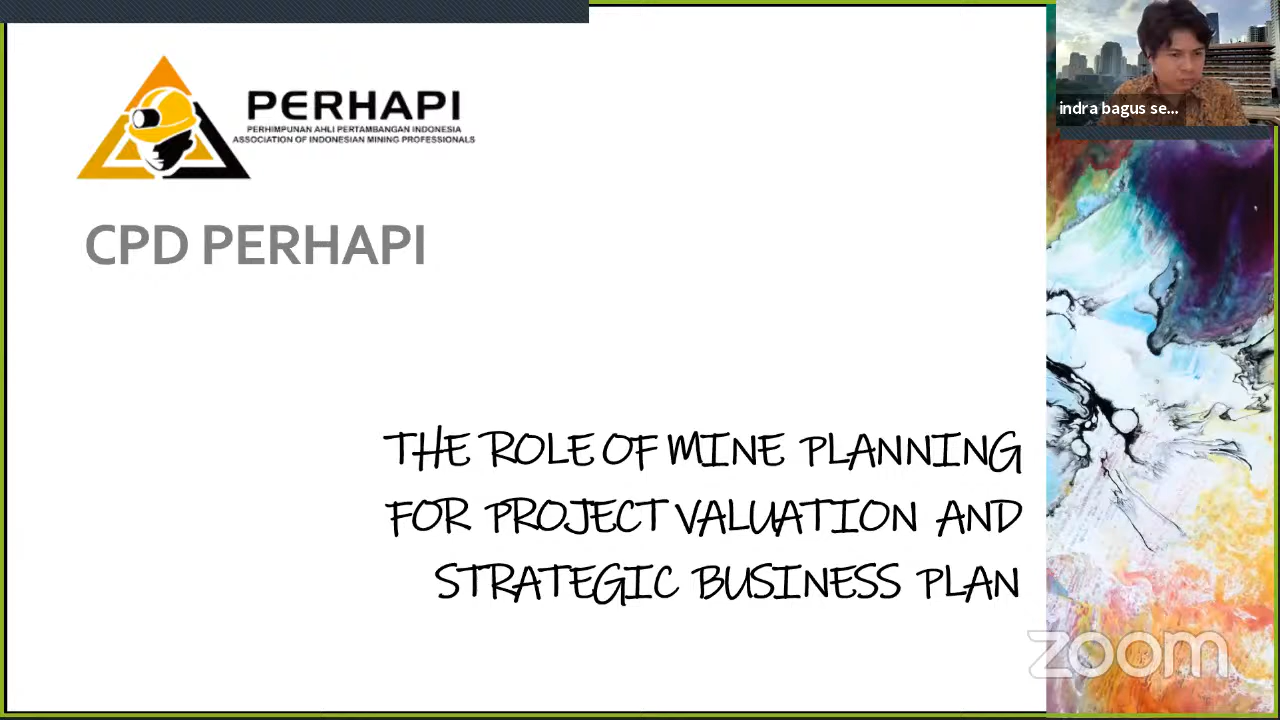 PERHAPI
PERHIMPUNAN AHLI PERTAMBANGAN INDONESIA
ASSOCIATION OF INDONESIAN MINING PROFESSIONALS
indra bagus se...
CPD PERHAPI
THE ROLE OF MINE PLANNING
FOR PROJECT VALUATION AND
STRATEGIC BUSINESS PLAN
zoom